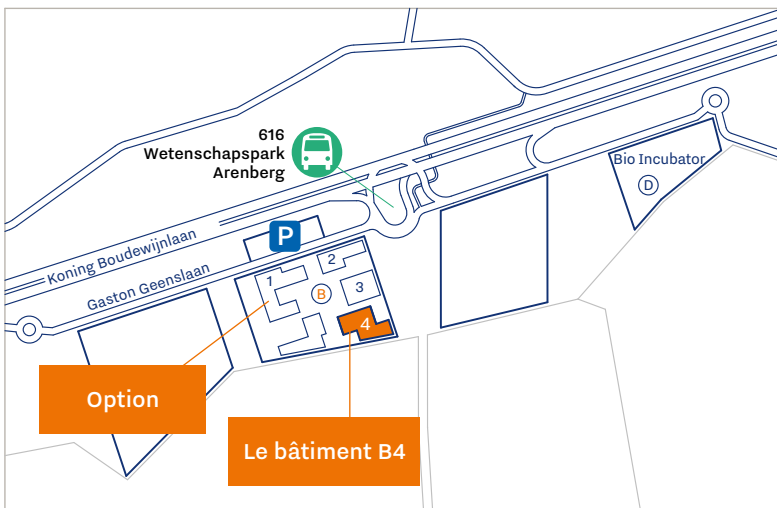 616
Wetenschapspark
Arenberg
Bio Incubator
D
P
Koning Boudewijnlaan
Gaston Geenslaan
1
2
B
3
4
Option
Le bâtiment B4